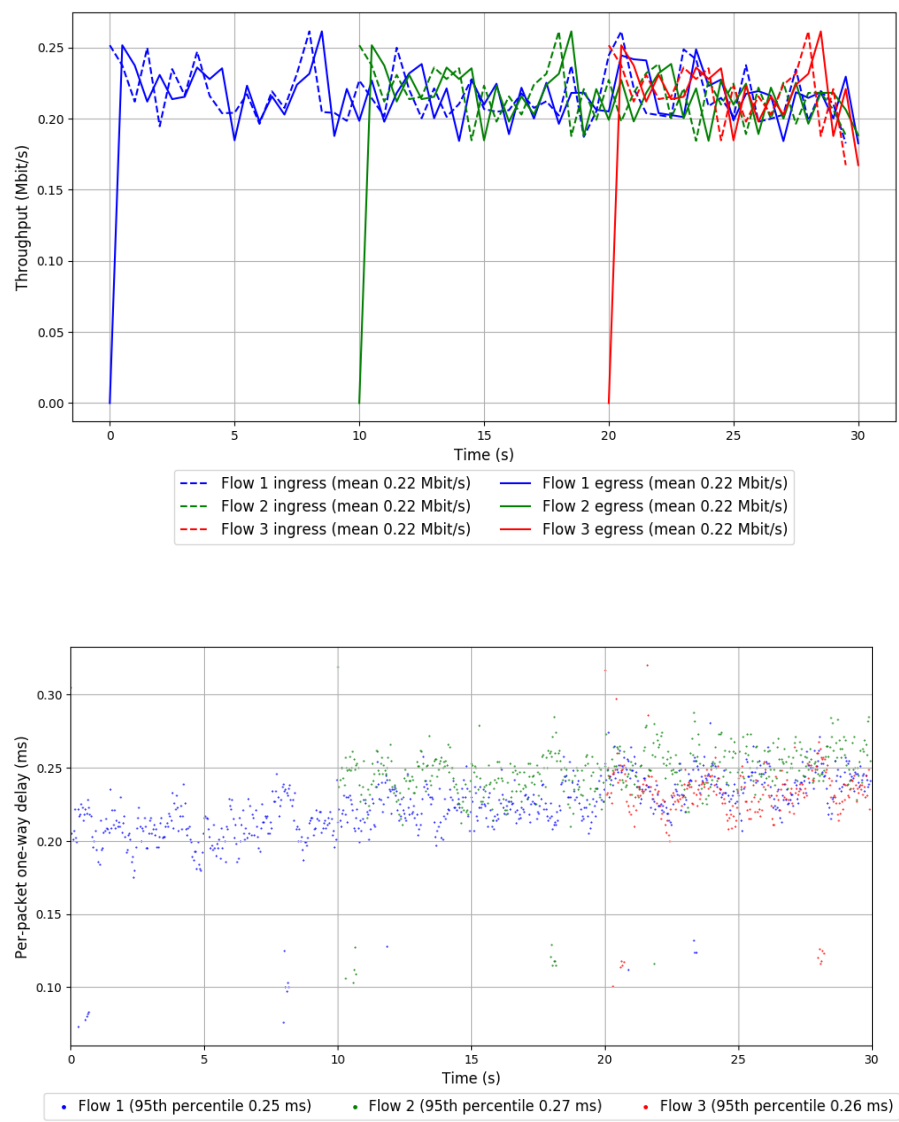 0.25
0.20
0.15
0.10
0.05
0.00
Throughput (Mbit/s)
0 5 10 15 20 25 30
Time (s)
Flow 1 ingress (mean 0.22 Mbit/s) Flow 1 egress (mean 0.22 Mbit/s)
Flow 2 ingress (mean 0.22 Mbit/s) Flow 2 egress (mean 0.22 Mbit/s)
Flow 3 ingress (mean 0.22 Mbit/s) Flow 3 egress (mean 0.22 Mbit/s)
0.30
0.25
0.20
0.15
0.10
Per-packet one-way delay (ms)
0 5 10 15 20 25 30
Time (s)
Flow 1 (95th percentile 0.25 ms) Flow 2 (95th percentile 0.27 ms) Flow 3 (95th percentile 0.26 ms)